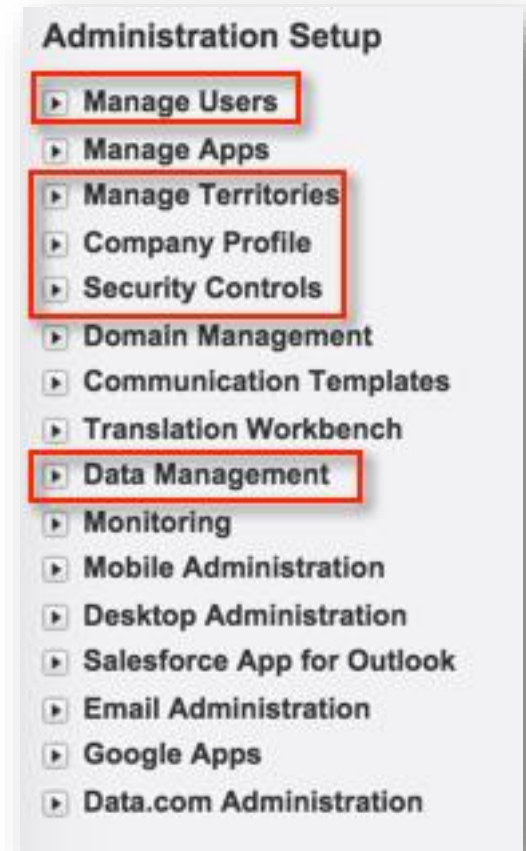 Administration Setup
Manage Users
Manage Apps
Manage Territories
Company Profile
Security Controls
Domain Management
Communication Templates
Translation Workbench
Data Management
Monitoring
Mobile Administration
Desktop Administration
Salesforce App for Outlook
Email Administration
Google Apps
Data.com Administration